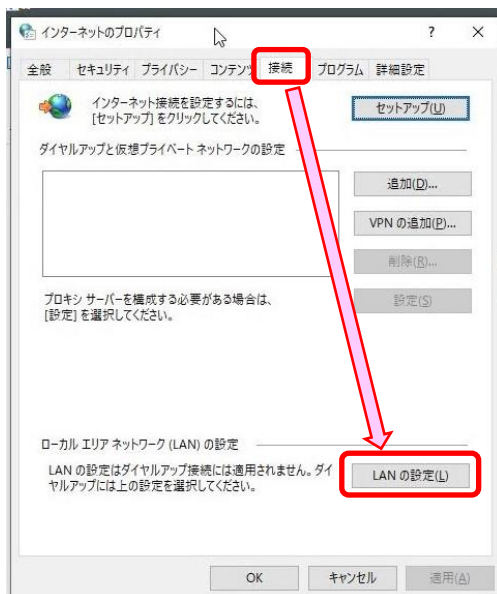 インターネットのプロパティ
?
×
全般 セキュリティ プライバシー コンテンツ 接続 プログラム 詳細設定
インターネット接続を設定するには、
[セットアップ] をクリックしてください。
セットアップ(U)
ダイヤルアップと仮想プライベート ネットワークの設定
追加(D)...
VPN の追加(P)...
削除(R)...
プロキシ サーバーを構成する必要がある場合は、
[設定] を選択してください。
設定(S)
ローカル エリア ネットワーク (LAN) の設定
LAN の設定はダイヤルアップ接続には適用されません。ダイ
ヤルアップには上の設定を選択してください。
LAN の設定(L)
OK キャンセル 適用(A)